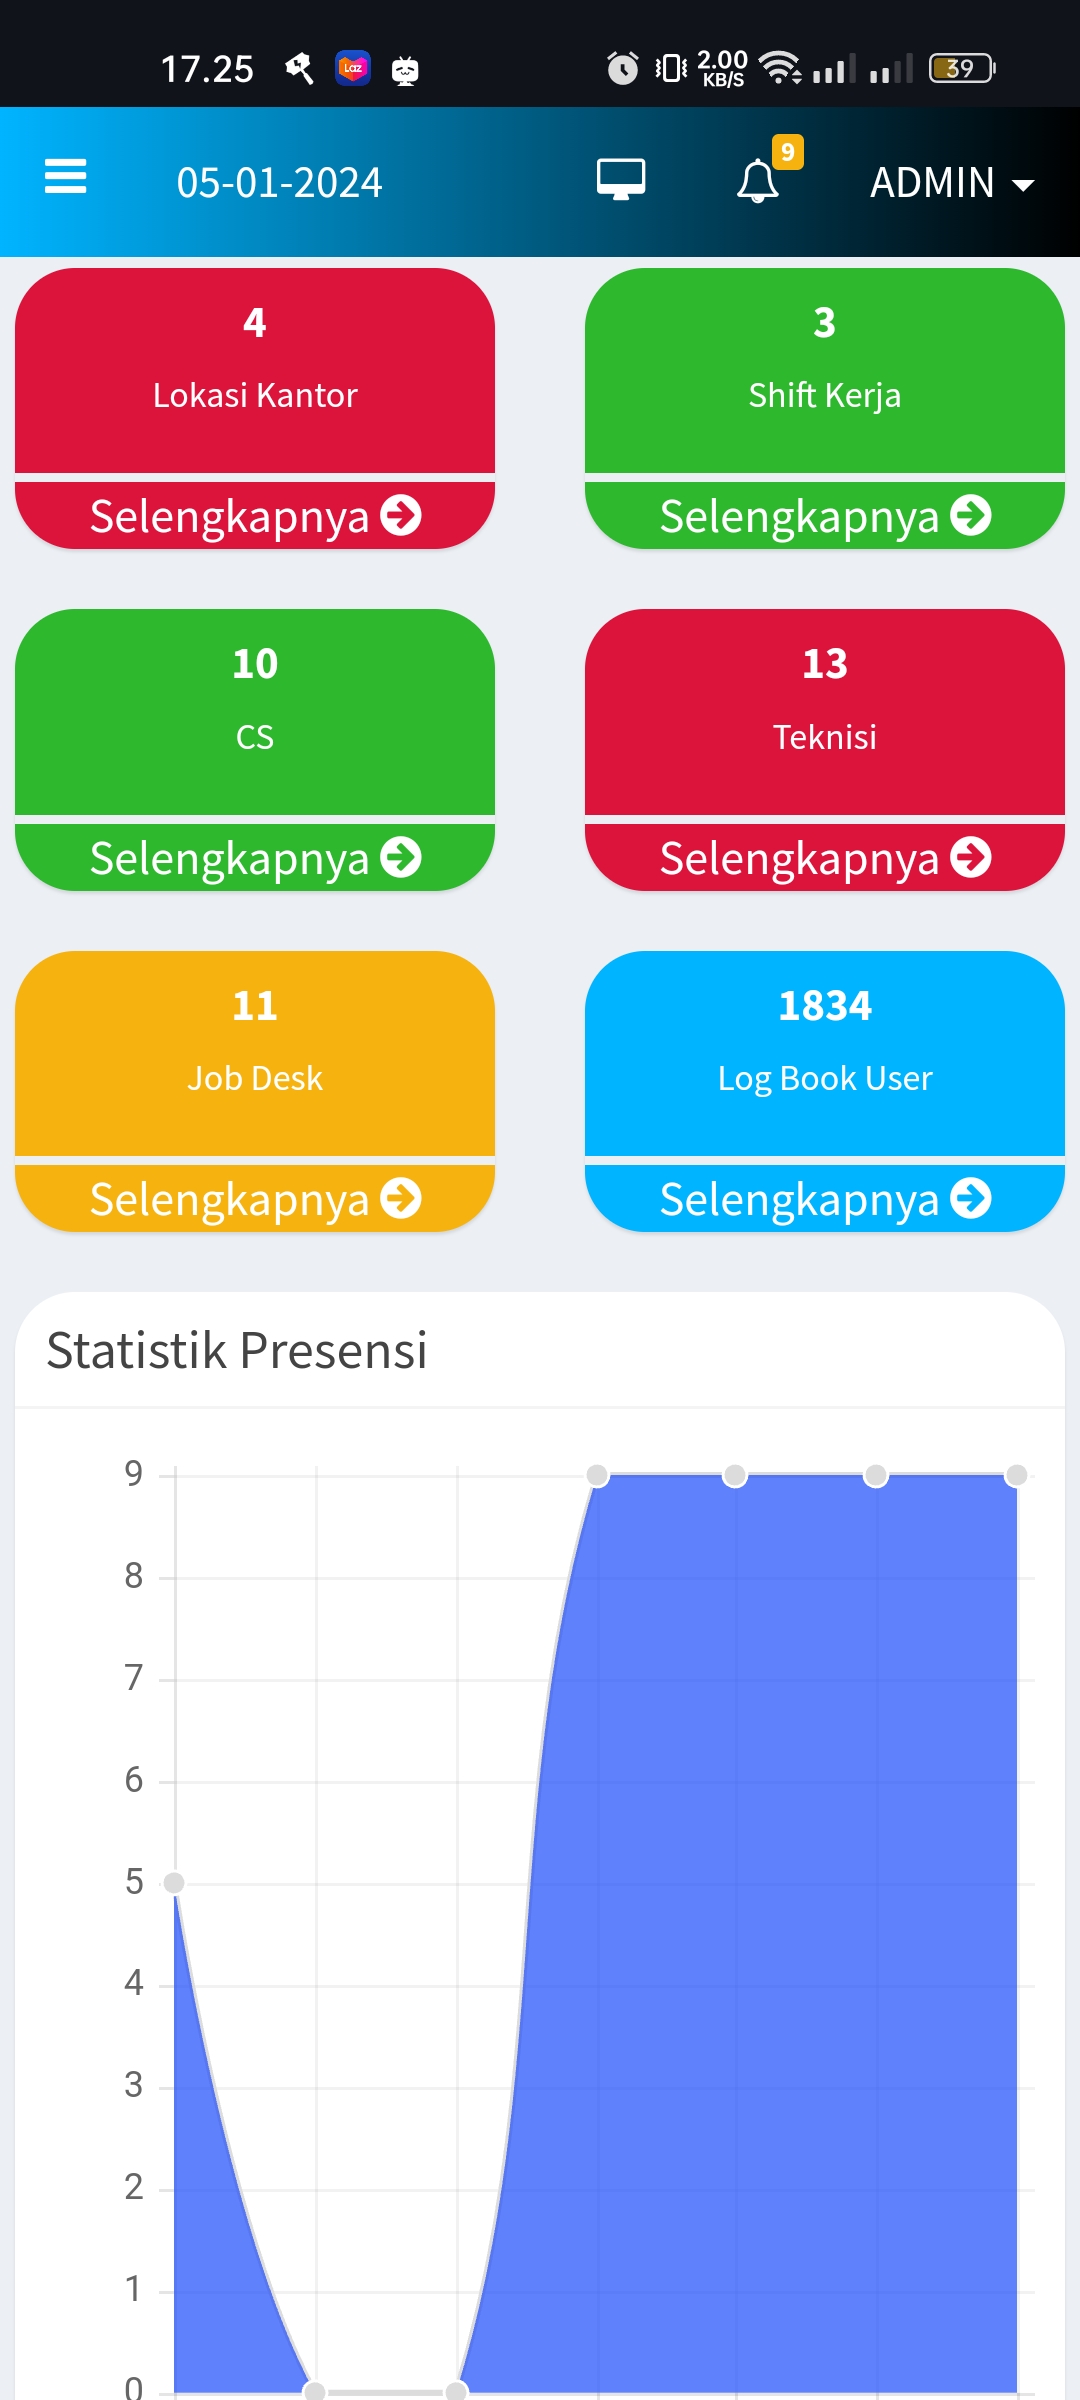 17.25 Laz 2.00 KB/S 39
05-01-2024 9 ADMIN
4 3
Lokasi Kantor Shift Kerja
Selengkapnya Selengkapnya
10 13
CS Teknisi
Selengkapnya Selengkapnya
11 1834
Job Desk Log Book User
Selengkapnya Selengkapnya
Statistik Presensi
9
8
7
6
5
4
3
2
1
0